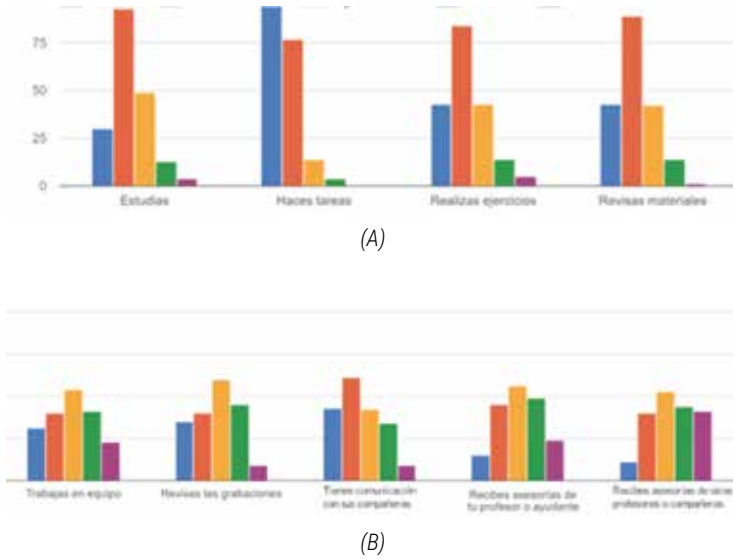 75
50
25
0
Estudias Haces tareas Realizas ejercicios Revisas materiales
(A)
Trabajas en equipo Revisas las grabaciones Tienes comunicación Recibes asesorías de Recibes asesorías de otros
con sus compañeros tu profesor o ayudante profesores o compañeros
(B)